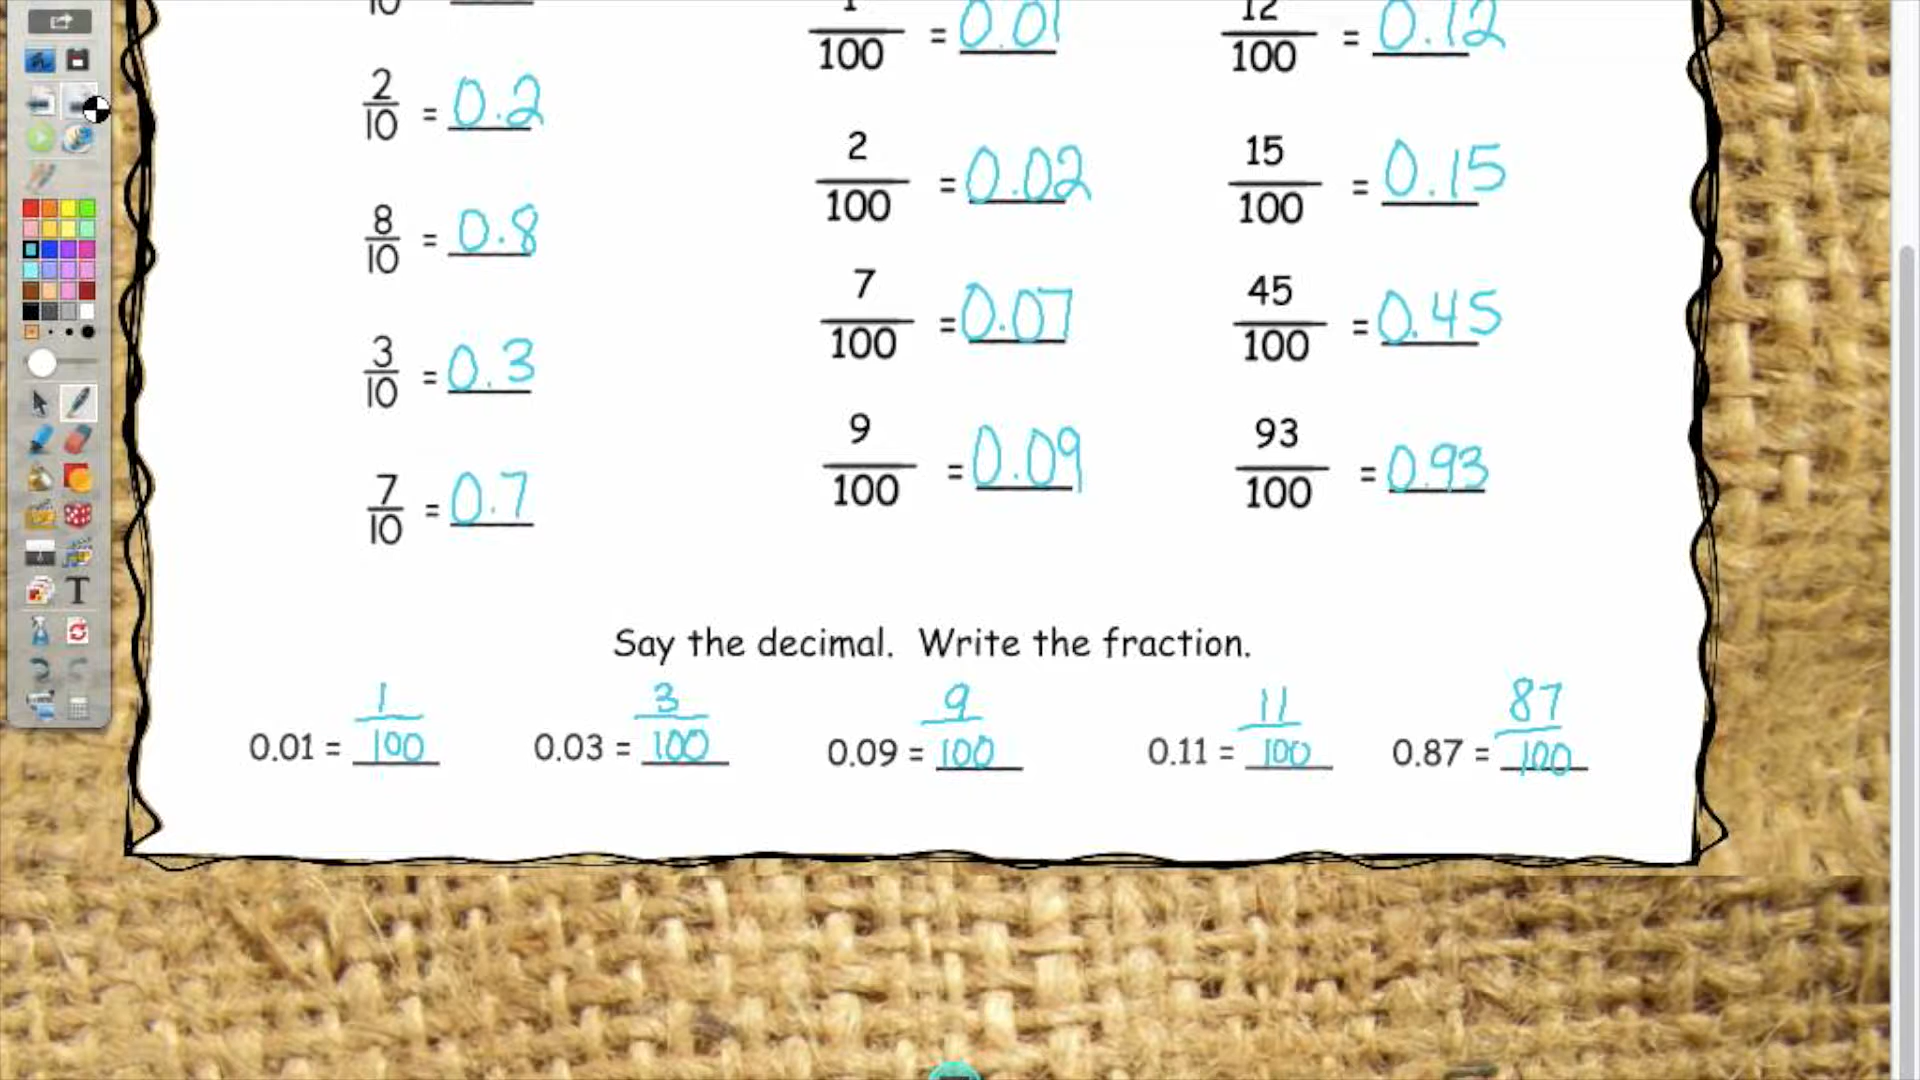 10
1/100 = 0.01
12/100 = 0.12
2/10 = 0.2
2/100 = 0.02
15/100 = 0.15
8/10 = 0.8
7/100 = 0.07
45/100 = 0.45
3/10 = 0.3
9/100 = 0.09
93/100 = 0.93
7/10 = 0.7
Say the decimal. Write the fraction.
0.01 = 1/100 0.03 = 3/100 0.09 = 9/100 0.11 = 11/100 0.87 = 87/100
T